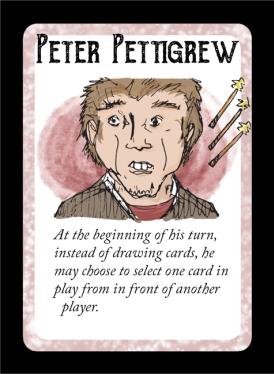 PETER PETTIGREW
At the beginning of his turn,
instead of drawing cards, he
may choose to select one card in
play from in front of another
player.